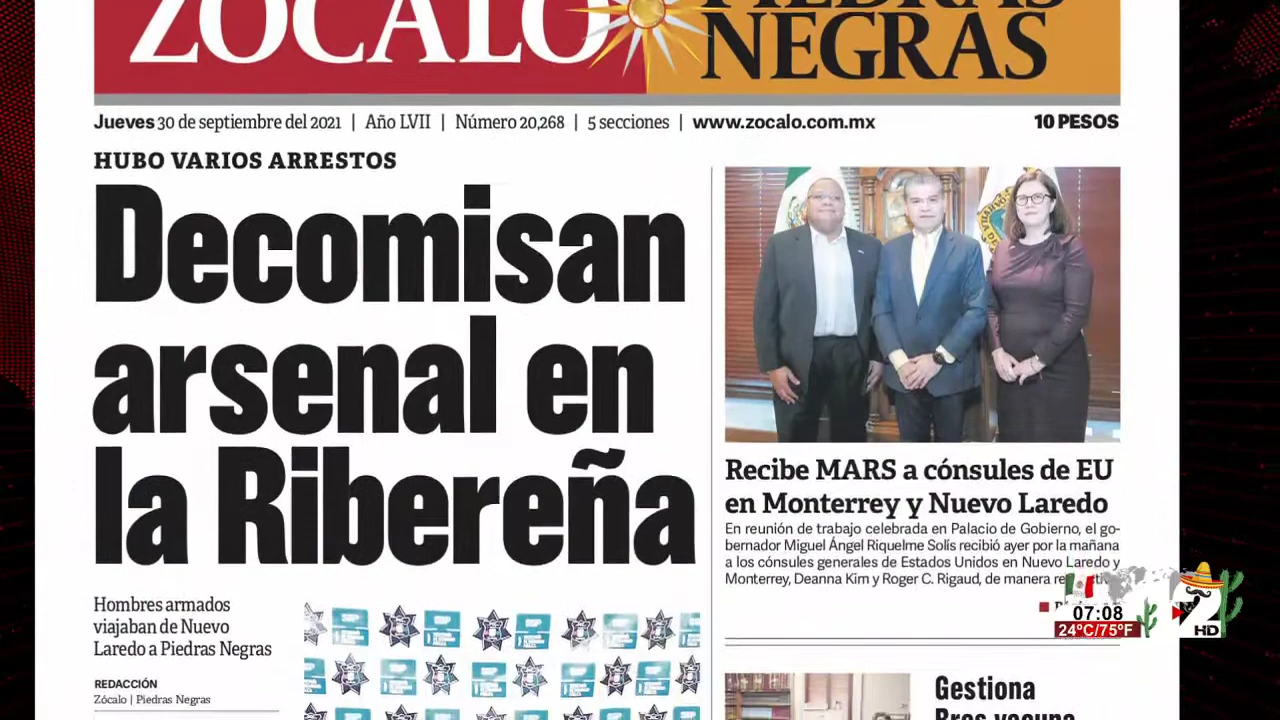 ZÓCALO
PIEDRAS
NEGRAS
Jueves 30 de septiembre del 2021 | Año LVII | Número 20,268 | 5 secciones | www.zocalo.com.mx
10 PESOS
HUBO VARIOS ARRESTOS
Decomisan
arsenal en
la Ribereña
Hombres armados
viajaban de Nuevo
Laredo a Piedras Negras
REDACCIÓN
Zócalo | Piedras Negras
Recibe MARS a cónsules de EU
en Monterrey y Nuevo Laredo
En reunión de trabajo celebrada en Palacio de Gobierno, el go-
bernador Miguel Ángel Riquelme Solís recibió ayer por la mañana
a los cónsules generales de Estados Unidos en Nuevo Laredo y
Monterrey, Deanna Kim y Roger C. Rigaud, de manera
Gestiona
Bros vacuna
07:08
24°C/75°F
2
HD